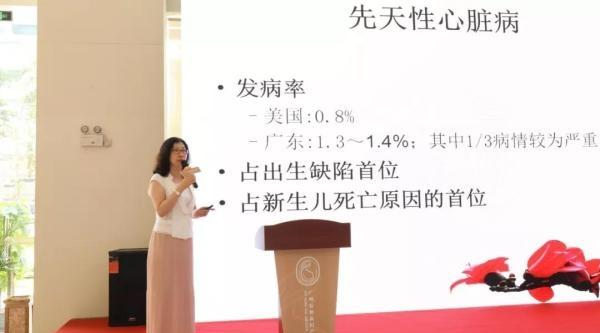 先天性心脏病
• 发病率
– 美国:0.8%
– 广东:1.3～1.4%；其中1/3病情较为严重
• 占出生缺陷首位
• 占新生儿死亡原因的首位